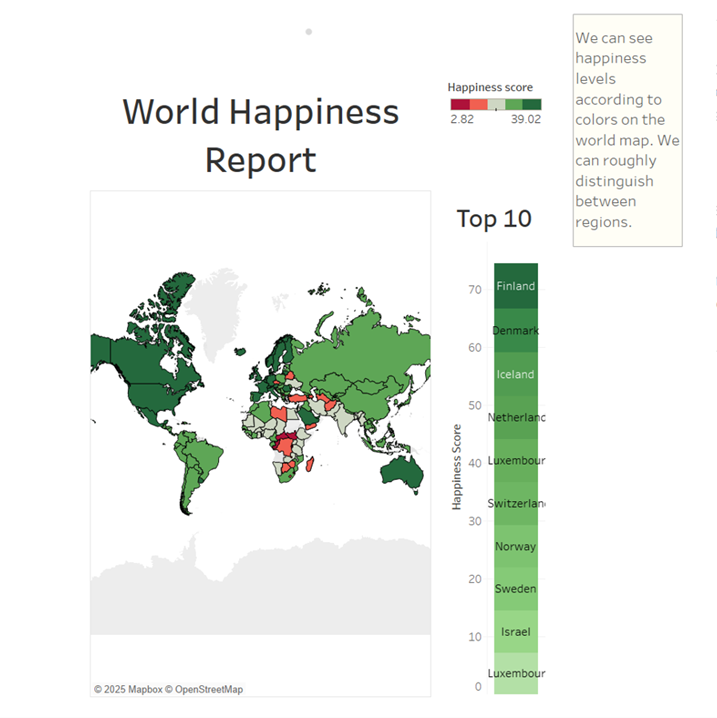 World Happiness
Report
Happiness score
2.82 39.02
We can see
happiness
levels
according to
colors on the
world map. We
can roughly
distinguish
between
regions.
© 2025 Mapbox © OpenStreetMap
Top 10
Happiness Score
70
60
50
40
30
20
10
0
Finland
Denmark
Iceland
Netherlanc
Luxembour
Switzerlan
Norway
Sweden
Israel
Luxembour